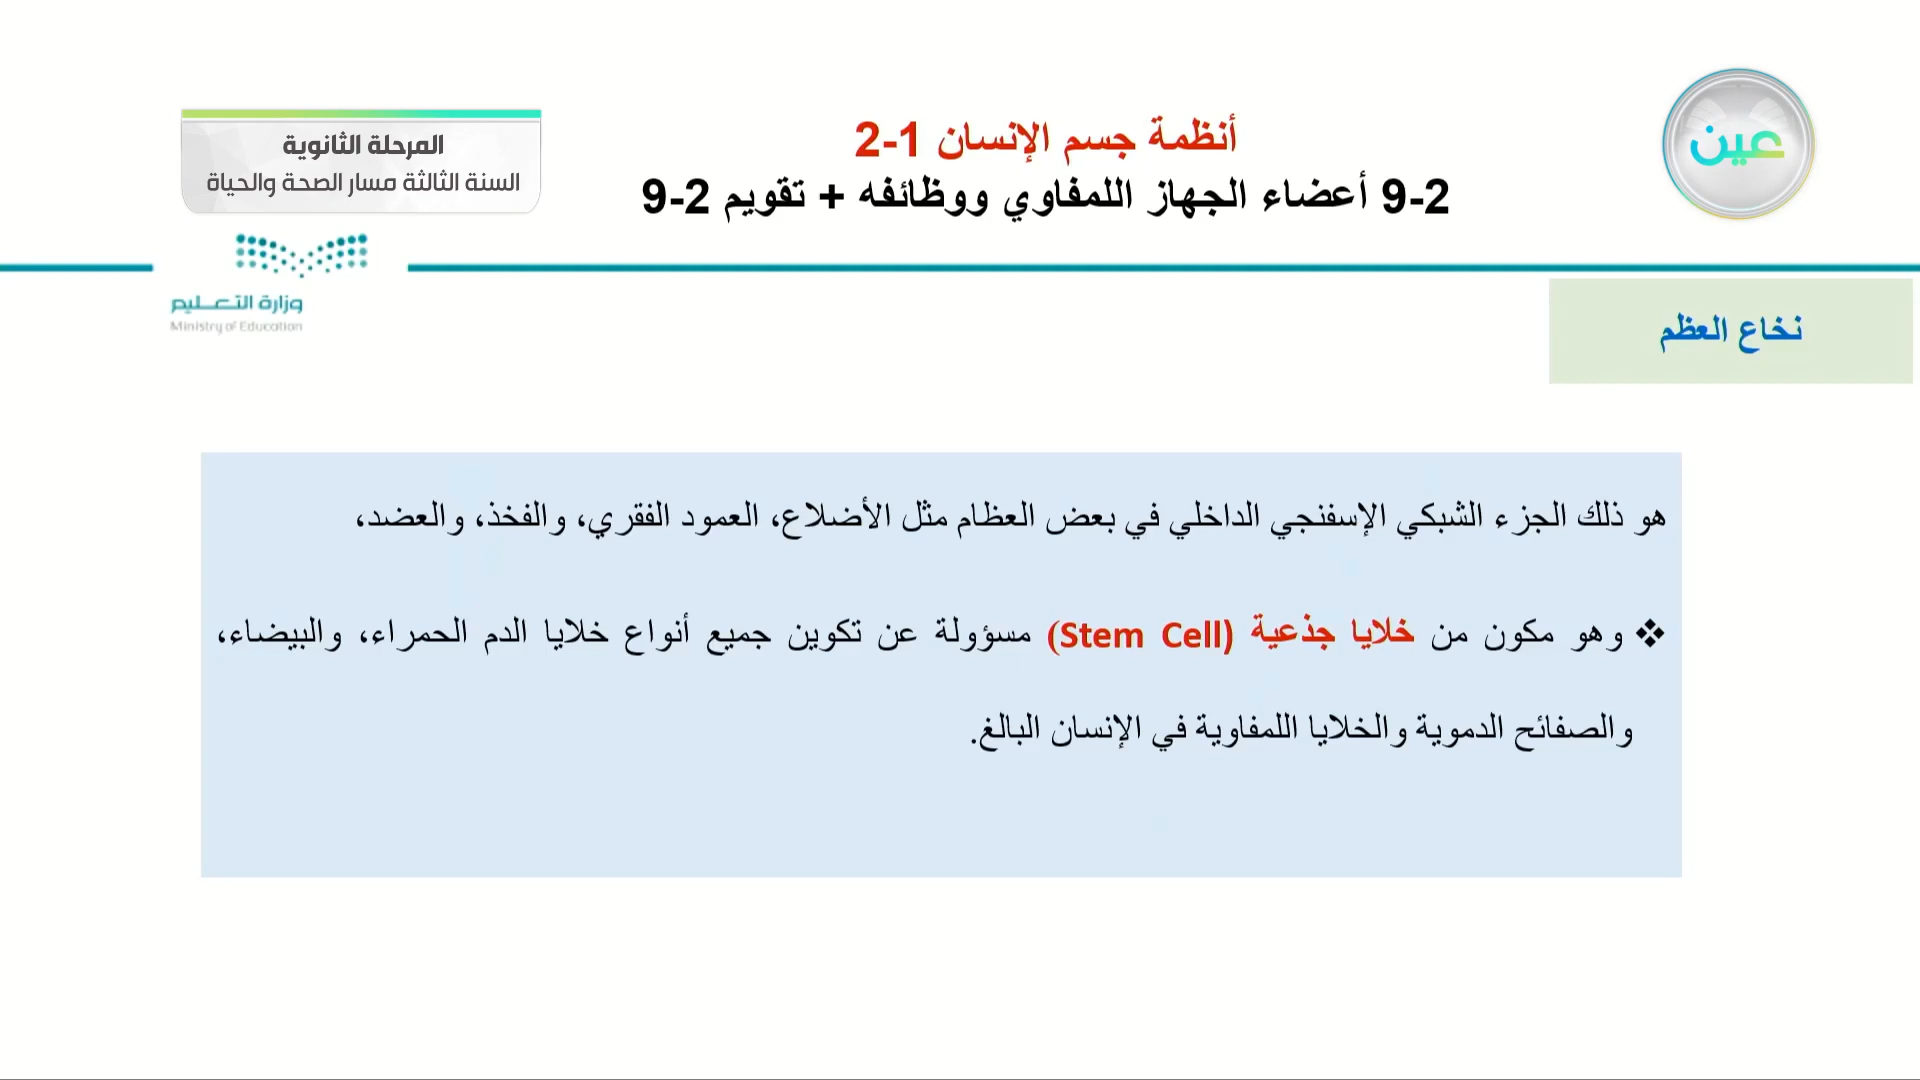 عين
أنظمة جسم الإنسان 1-2
9-2 أعضاء الجهاز اللمفاوي ووظائفه + تقويم 2-9
المرحلة الثانوية
السنة الثالثة مسار الصحة والحياة
وزارة التعليم
Ministry of Education
نخاع العظم
هو ذلك الجزء الشبكي الإسفنجي الداخلي في بعض العظام مثل الأضلاع، العمود الفقري، والفخذ، والعضد،
❖ وهو مكون من خلايا جذعية (Stem Cell) مسؤولة عن تكوين جميع أنواع خلايا الدم الحمراء، والبيضاء،
والصفائح الدموية والخلايا اللمفاوية في الإنسان البالغ.